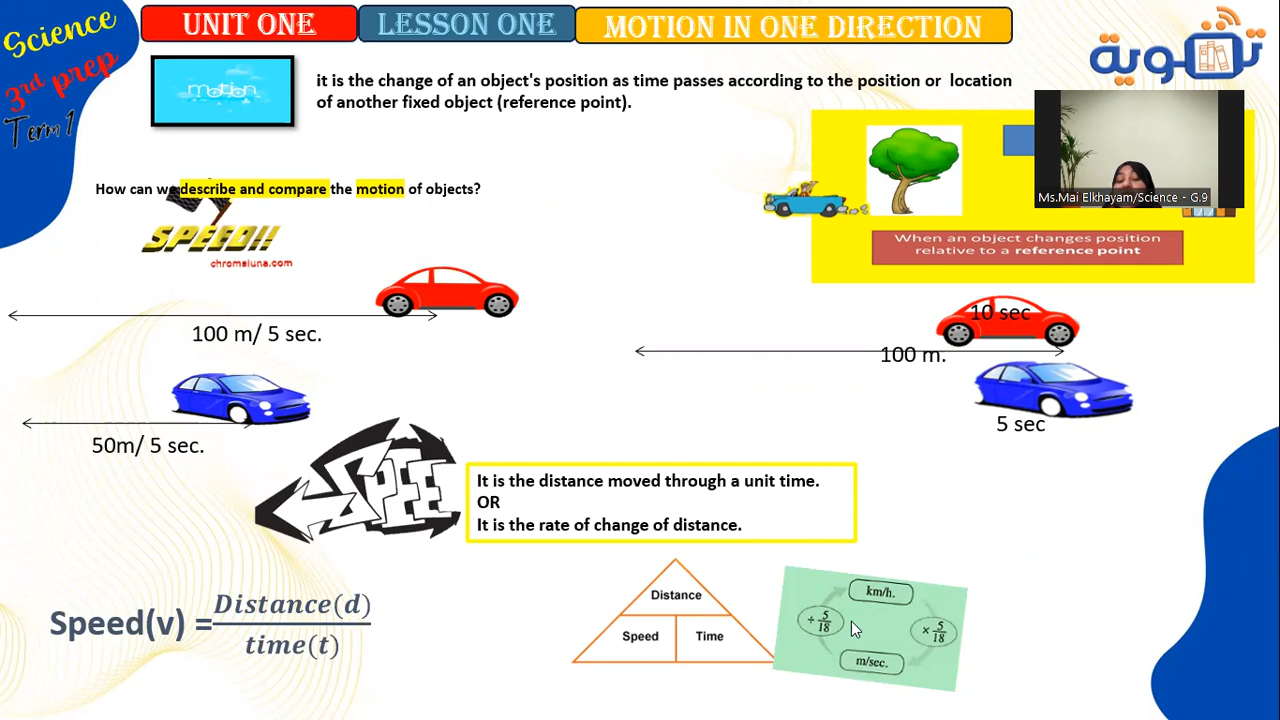 Science
3rd prep
Term 1
UNIT ONE
LESSON ONE
MOTION IN ONE DIRECTION
تقوية
motion
it is the change of an object's position as time passes according to the position or location
of another fixed object (reference point).
Ms.Mai Elkhayam/Science - G.9
When an object changes position
relative to a reference point
How can we describe and compare the motion of objects?
SPEED!!
chromaluna.com
100 m/ 5 sec.
10 sec
100 m.
50m/ 5 sec.
5 sec
SPEE
It is the distance moved through a unit time.
OR
It is the rate of change of distance.
Speed(v) = Distance(d)
time(t)
Distance
Speed
Time
km/h.
÷ 5/18
× 5/18
m/sec.